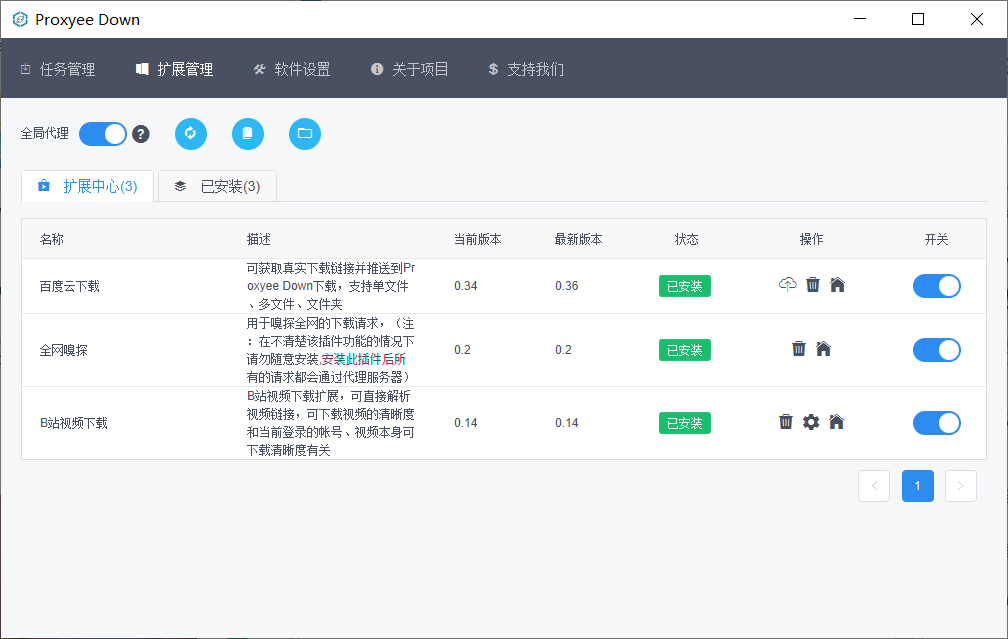 Proxyee Down
任务管理 扩展管理 软件设置 关于项目 支持我们
全局代理
扩展中心(3) 已安装(3)
名称 描述 当前版本 最新版本 状态 操作 开关
百度云下载 可获取真实下载链接并推送到Pr 0.34 0.36 已安装
oxyee Down下载，支持单文件
、多文件、文件夹
全网嗅探 用于嗅探全网的下载请求，（注 0.2 0.2 已安装
：在不清楚该插件功能的情况下
请勿随意安装,安装此插件后所
有的请求都会通过代理服务器）
B站视频下载 B站视频下载扩展，可直接解析 0.14 0.14 已安装
视频链接，可下载视频的清晰度
和当前登录的帐号、视频本身可
下载清晰度有关
1